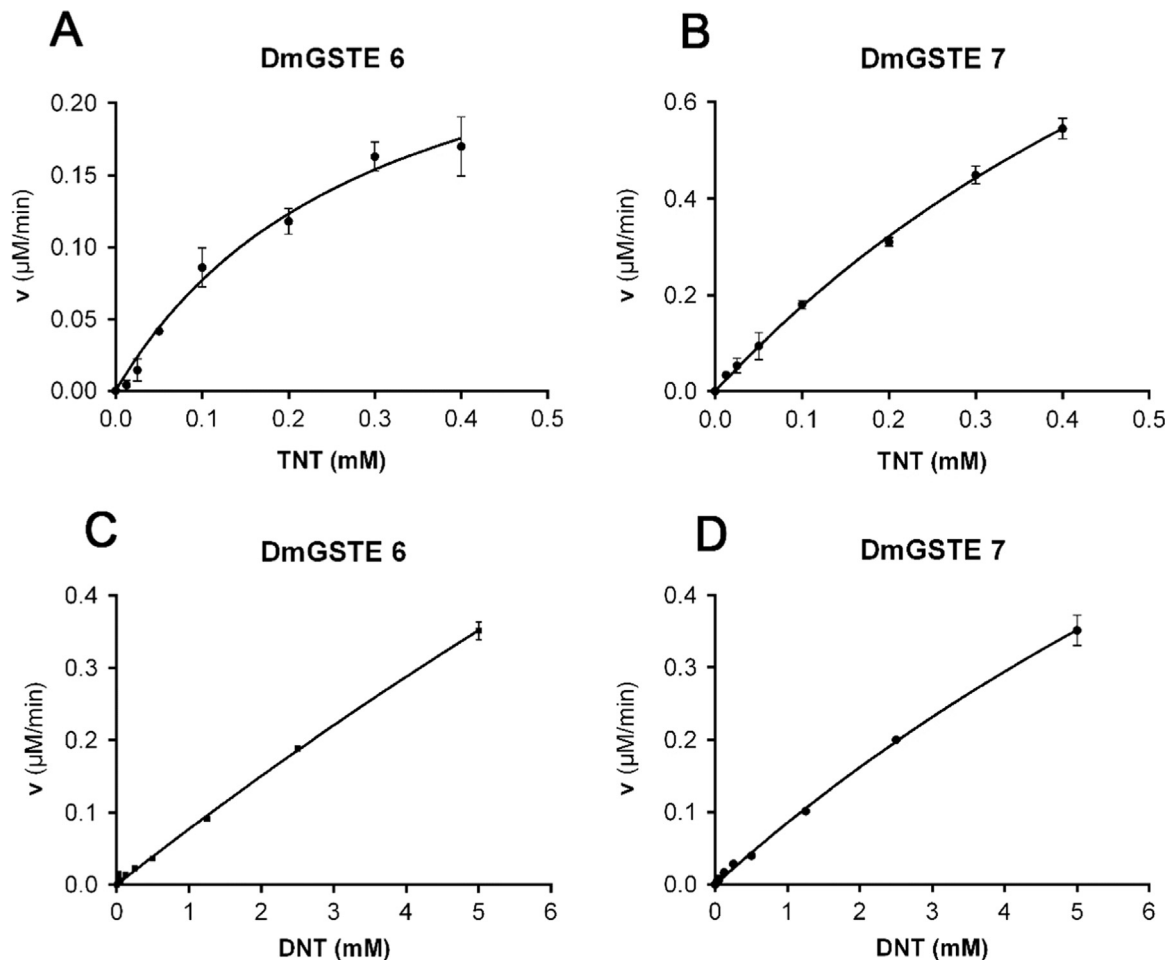 A
DmGSTE 6
0.20
0.15
0.10
0.05
0.00
v (µM/min)
0.0 0.1 0.2 0.3 0.4 0.5
TNT (mM)
B
DmGSTE 7
0.6
0.4
0.2
0.0
v (µM/min)
0.0 0.1 0.2 0.3 0.4 0.5
TNT (mM)
C
DmGSTE 6
0.4
0.3
0.2
0.1
0.0
v (µM/min)
0 1 2 3 4 5 6
DNT (mM)
D
DmGSTE 7
0.4
0.3
0.2
0.1
0.0
v (µM/min)
0 1 2 3 4 5 6
DNT (mM)